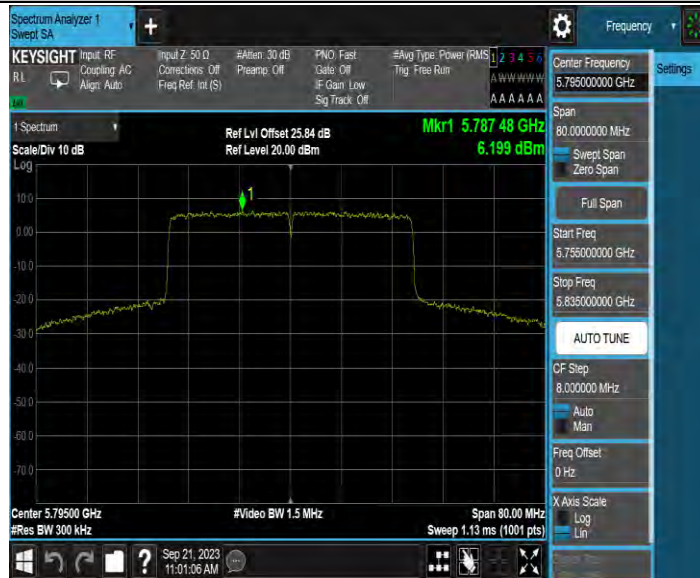 Spectrum Analyzer 1
Swept SA
+
Frequency
KEYSIGHT
RL
Input: RF
Coupling: AC
Align: Auto
Input Z: 50 Ω
Corrections: Off
Freq Ref: Int (S)
#Atten: 30 dB
Preamp: Off
PNO: Fast
Gate: Off
IF Gain: Low
Sig Track: Off
#Avg Type: Power (RMS
Trig: Free Run
1 2 3 4 5 6
A W W W W W
A A A A A A
1 Spectrum
Scale/Div 10 dB
Ref Lvl Offset 25.84 dB
Ref Level 20.00 dBm
Mkr1 5.787 48 GHz
6.199 dBm
Log
1
10.0
0.00
-10.0
-20.0
-30.0
-40.0
-50.0
-60.0
-70.0
Center 5.79500 GHz
#Res BW 300 kHz
#Video BW 1.5 MHz
Span 80.00 MHz
Sweep 1.13 ms (1001 pts)
Center Frequency
5.795000000 GHz
Settings
Span
80.0000000 MHz
Swept Span
Zero Span
Full Span
Start Freq
5.755000000 GHz
Stop Freq
5.835000000 GHz
AUTO TUNE
CF Step
8.000000 MHz
Auto
Man
Freq Offset
0 Hz
X Axis Scale
Log
Lin
?
Sep 21, 2023
11:01:06 AM